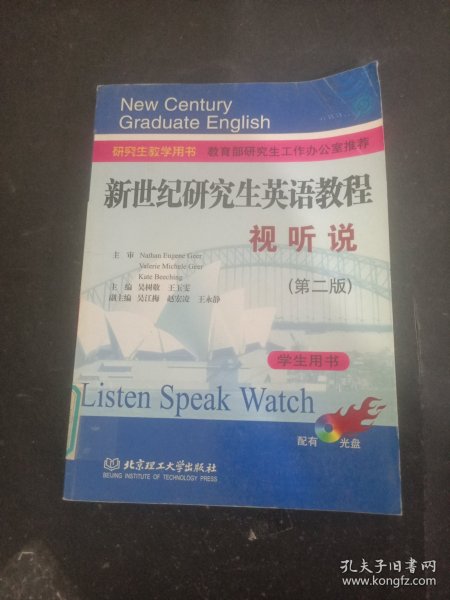 New Century
Graduate English
研究生教学用书 教育部研究生工作办公室推荐
新世纪研究生英语教程
视听说
(第二版)
主 审 Nathan Eugene Geer
Valerie Michele Geer
Kate Beeching
主 编 吴树敬 王玉雯
副主编 吴江梅 赵宏凌 王永静
学生用书
Listen Speak Watch
配有 光盘
北京理工大学出版社
BEIJING INSTITUTE OF TECHNOLOGY PRESS
孔夫子旧书网
www.kongfz.com